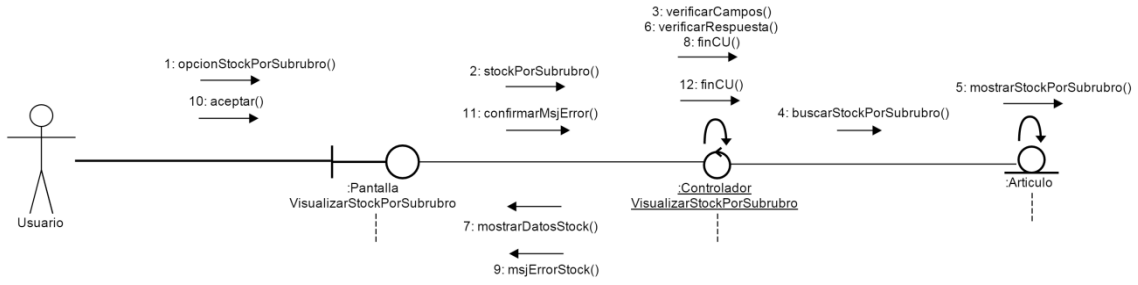 3: verificarCampos()
6: verificarRespuesta()
8: finCU()
1: opcionStockPorSubrubro()
2: stockPorSubrubro()
12: finCU()
5: mostrarStockPorSubrubro()
10: aceptar()
11: confirmarMsjError()
4: buscarStockPorSubrubro()
:Pantalla
VisualizarStockPorSubrubro
:Controlador
VisualizarStockPorSubrubro
:Articulo
Usuario
7: mostrarDatosStock()
9: msjErrorStock()